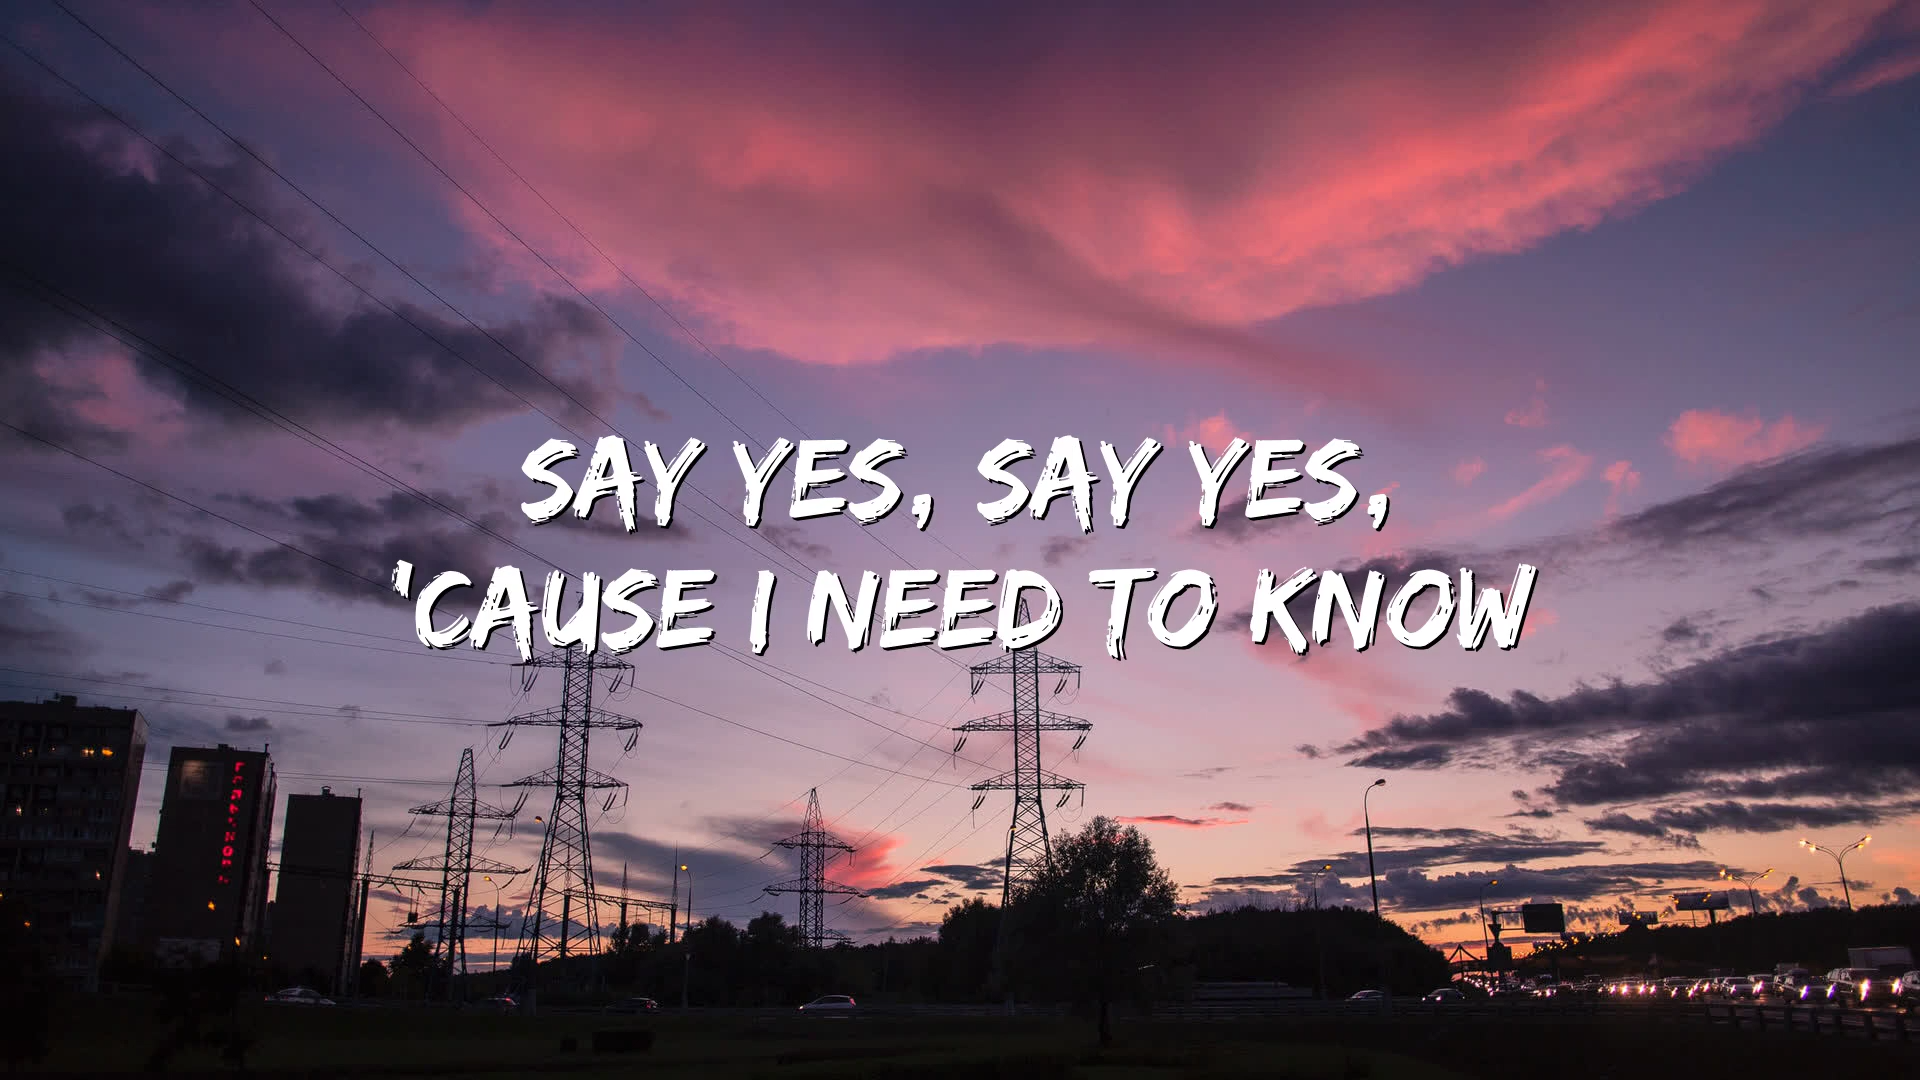 SAY YES, SAY YES,
'CAUSE I NEED TO KNOW